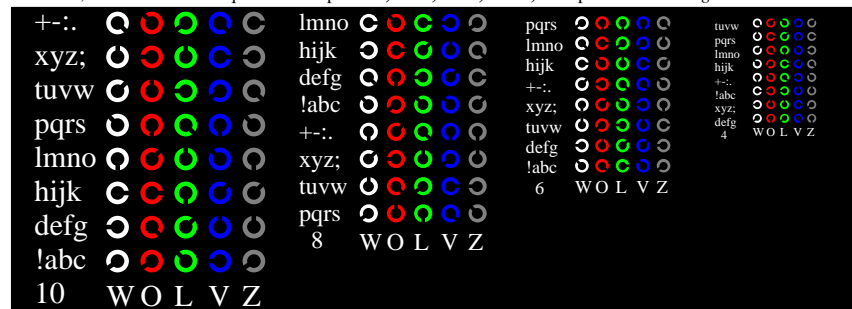 +-:.
xyz;
tuvw
pqrs
lmno
hijk
defg
!abc
10 W O L V Z
lmno
hijk
defg
!abc
+-:.
xyz;
tuvw
pqrs
8 W O L V Z
pqrs
lmno
hijk
+-:.
xyz;
tuvw
defg
!abc
6 W O L V Z
tuvw
pqrs
lmno
hijk
+-:.
!abc
xyz;
defg
4 W O L V Z